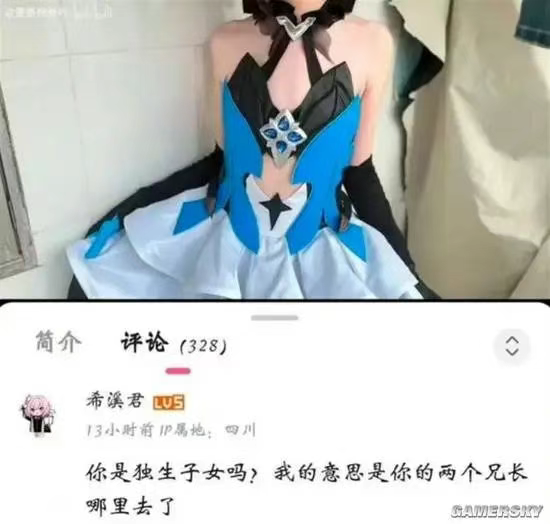 简介
评论 (328)
希溪君 LV5
13小时前 IP属地：四川
你是独生子女吗？我的意思是你的两个兄长
哪里去了
GAMERSKY